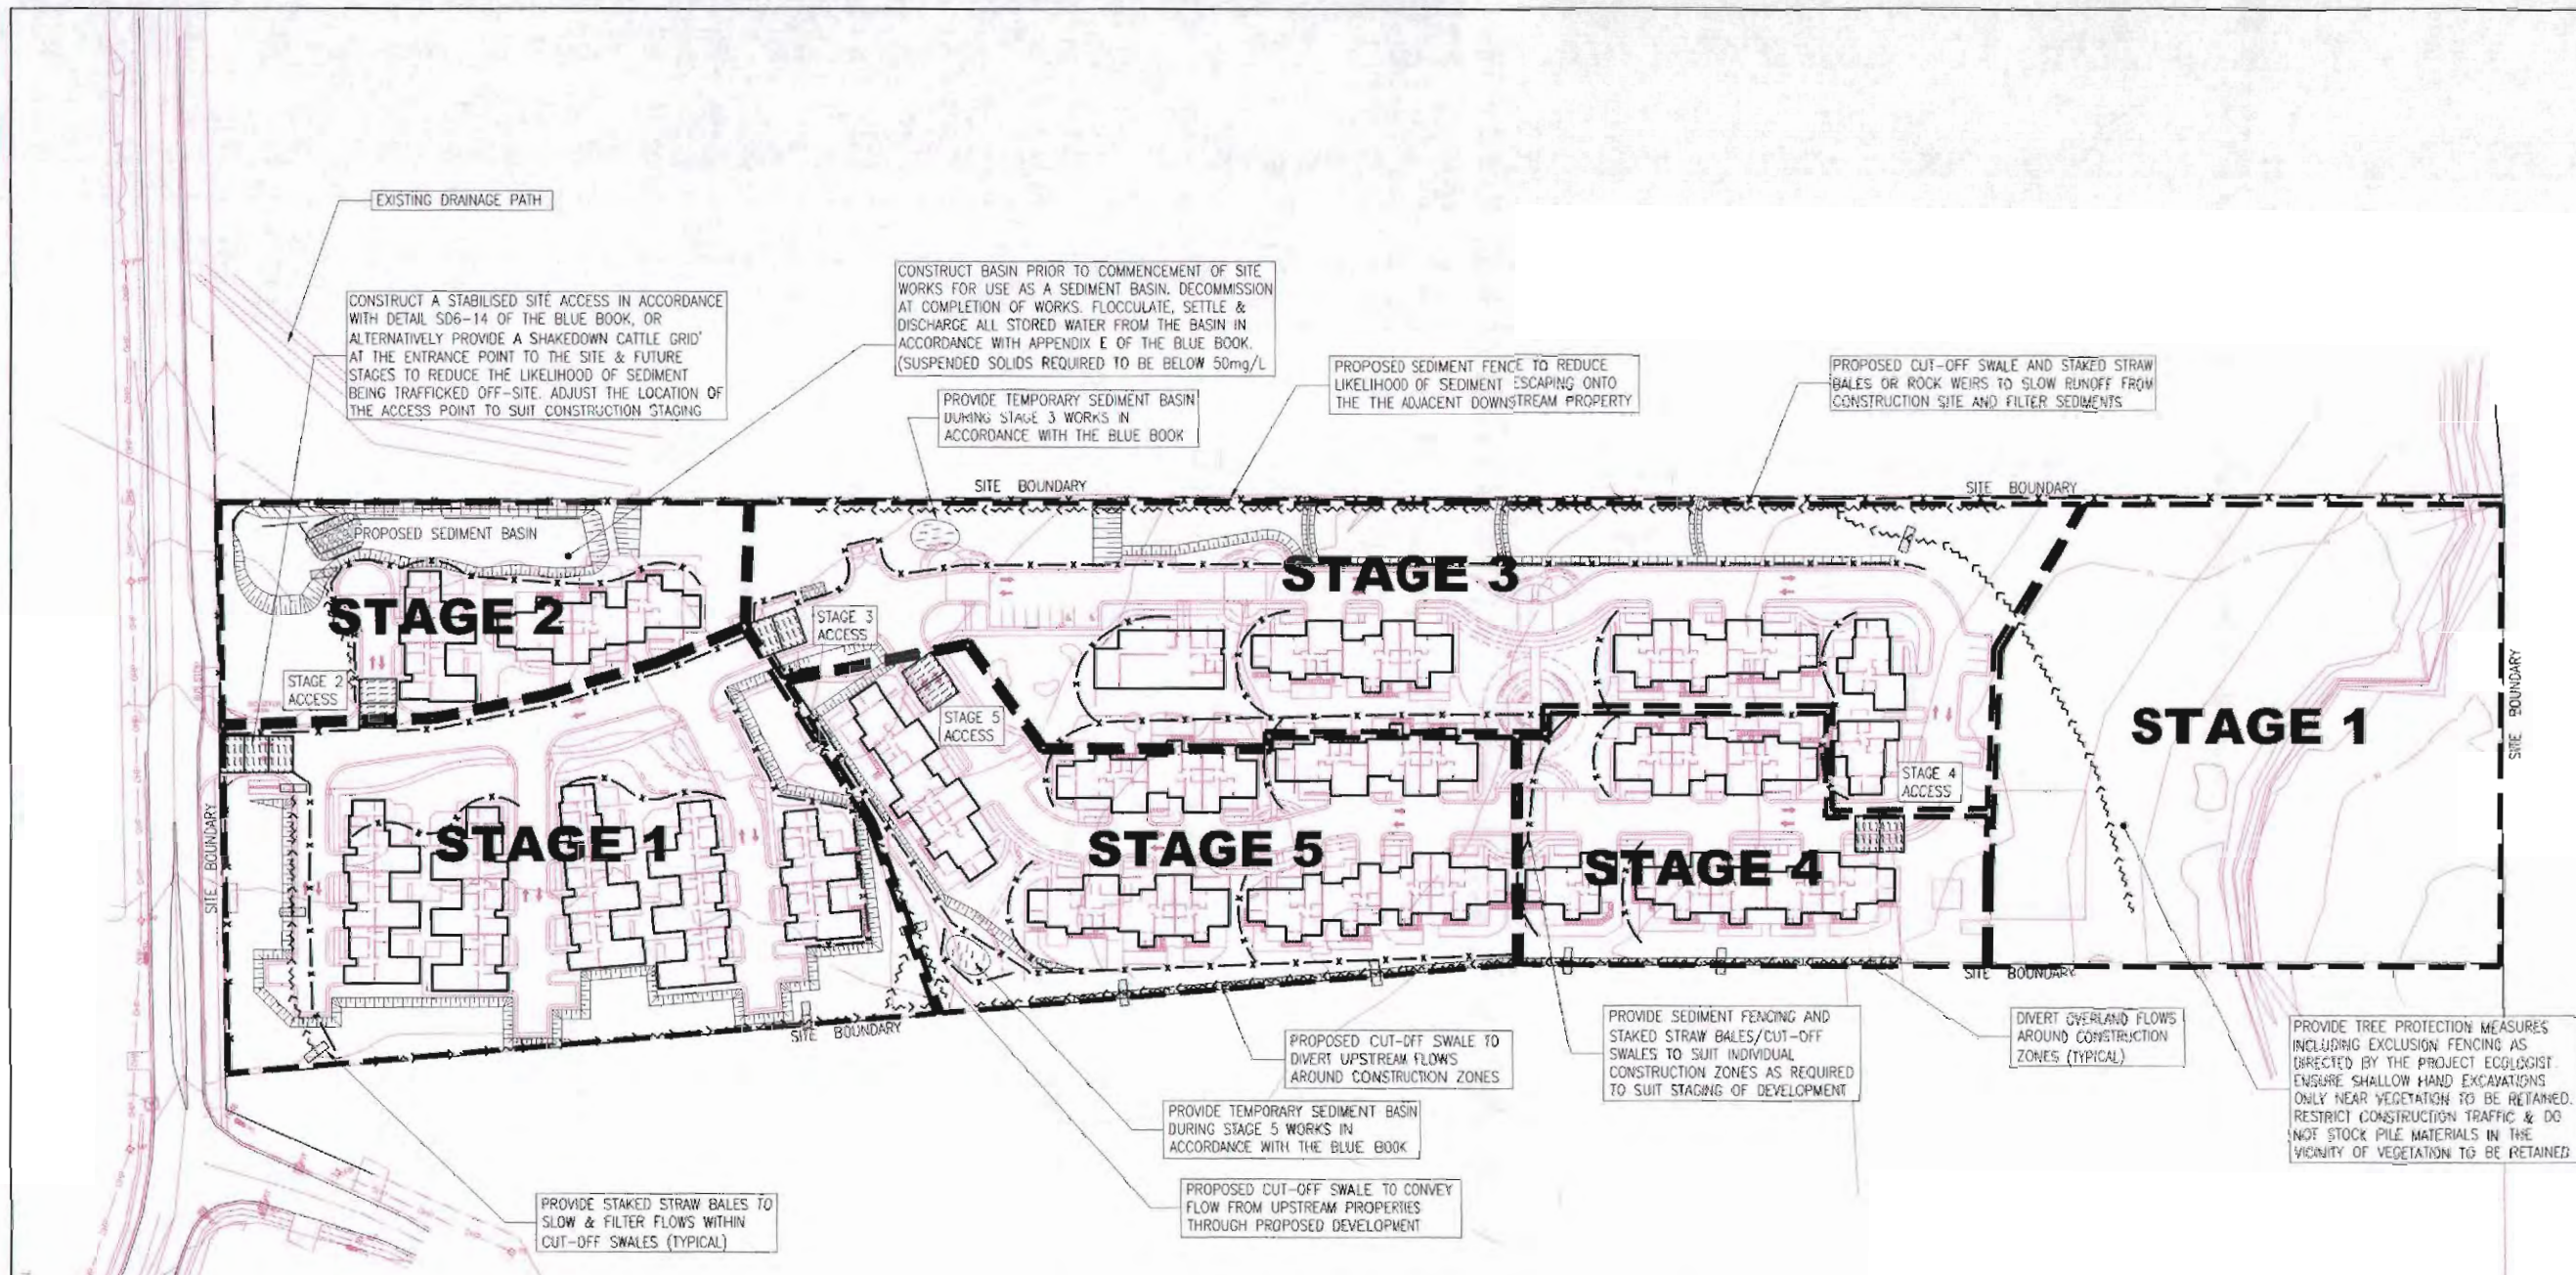 EXISTING DRAINAGE PATH
CONSTRUCT A STABILISED SITE ACCESS IN ACCORDANCE
WITH DETAIL SD6-14 OF THE BLUE BOOK, OR
ALTERNATIVELY PROVIDE A SHAKEDOWN CATTLE GRID'
AT THE ENTRANCE POINT TO THE SITE & FUTURE
STAGES TO REDUCE THE LIKELIHOOD OF SEDIMENT
BEING TRAFFICKED OFF-SITE. ADJUST THE LOCATION OF
THE ACCESS POINT TO SUIT CONSTRUCTION STAGING
CONSTRUCT BASIN PRIOR TO COMMENCEMENT OF SITE
WORKS FOR USE AS A SEDIMENT BASIN. DECOMMISSION
AT COMPLETION OF WORKS. FLOCCULATE, SETTLE &
DISCHARGE ALL STORED WATER FROM THE BASIN IN
ACCORDANCE WITH APPENDIX E OF THE BLUE BOOK.
(SUSPENDED SOLIDS REQUIRED TO BE BELOW 50mg/L
PROVIDE TEMPORARY SEDIMENT BASIN
DURING STAGE 3 WORKS IN
ACCORDANCE WITH THE BLUE BOOK
PROPOSED SEDIMENT FENCE TO REDUCE
LIKELIHOOD OF SEDIMENT ESCAPING ONTO
THE THE ADJACENT DOWNSTREAM PROPERTY
PROPOSED CUT-OFF SWALE AND STAKED STRAW
BALES OR ROCK WEIRS TO SLOW RUNOFF FROM
CONSTRUCTION SITE AND FILTER SEDIMENTS
SITE BOUNDARY
SITE BOUNDARY
PROPOSED SEDIMENT BASIN
STAGE 2
STAGE 3
STAGE 3
ACCESS
STAGE 2
ACCESS
STAGE 5
ACCESS
STAGE 1
SITE BOUNDARY
STAGE 4
ACCESS
SITE BOUNDARY
STAGE 1
STAGE 5
STAGE 4
SITE BOUNDARY
SITE BOUNDARY
PROPOSED CUT-OFF SWALE TO
DIVERT UPSTREAM FLOWS
AROUND CONSTRUCTION ZONES
PROVIDE SEDIMENT FENCING AND
STAKED STRAW BALES/CUT-OFF
SWALES TO SUIT INDIVIDUAL
CONSTRUCTION ZONES AS REQUIRED
TO SUIT STAGING OF DEVELOPMENT
DIVERT OVERLAND FLOWS
AROUND CONSTRUCTION
ZONES (TYPICAL)
PROVIDE TREE PROTECTION MEASURES
INCLUDING EXCLUSION FENCING AS
DIRECTED BY THE PROJECT ECOLOGIST.
ENSURE SHALLOW HAND EXCAVATIONS
ONLY NEAR VEGETATION TO BE RETAINED.
RESTRICT CONSTRUCTION TRAFFIC & DO
NOT STOCK PILE MATERIALS IN THE
VICINITY OF VEGETATION TO BE RETAINED
PROVIDE TEMPORARY SEDIMENT BASIN
DURING STAGE 5 WORKS IN
ACCORDANCE WITH THE BLUE BOOK
PROPOSED CUT-OFF SWALE TO CONVEY
FLOW FROM UPSTREAM PROPERTIES
THROUGH PROPOSED DEVELOPMENT
PROVIDE STAKED STRAW BALES TO
SLOW & FILTER FLOWS WITHIN
CUT-OFF SWALES (TYPICAL)